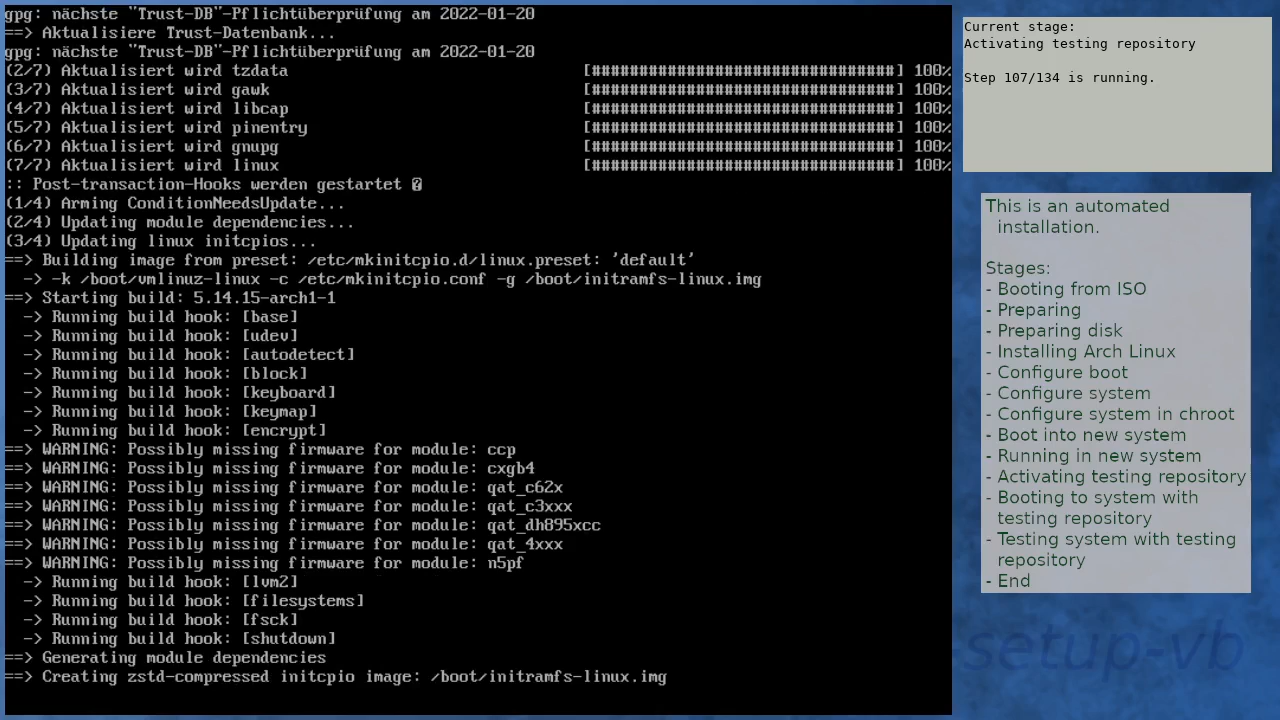 gpg: nächste "Trust-DB"-Pflichtüberprüfung am 2022-01-20
==> Aktualisiere Trust-Datenbank...
gpg: nächste "Trust-DB"-Pflichtüberprüfung am 2022-01-20
(2/7) Aktualisiert wird tzdata [################################] 100%
(3/7) Aktualisiert wird gawk [################################] 100%
(4/7) Aktualisiert wird libcap [################################] 100%
(5/7) Aktualisiert wird pinentry [################################] 100%
(6/7) Aktualisiert wird gnupg [################################] 100%
(7/7) Aktualisiert wird linux [################################] 100%
:: Post-transaction-Hooks werden gestartet �
(1/4) Arming ConditionNeedsUpdate...
(2/4) Updating module dependencies...
(3/4) Updating linux initcpios...
==> Building image from preset: /etc/mkinitcpio.d/linux.preset: 'default'
-> -k /boot/vmlinuz-linux -c /etc/mkinitcpio.conf -g /boot/initramfs-linux.img
==> Starting build: 5.14.15-arch1-1
-> Running build hook: [base]
-> Running build hook: [udev]
-> Running build hook: [autodetect]
-> Running build hook: [block]
-> Running build hook: [keyboard]
-> Running build hook: [keymap]
-> Running build hook: [encrypt]
==> WARNING: Possibly missing firmware for module: ccp
==> WARNING: Possibly missing firmware for module: cxgb4
==> WARNING: Possibly missing firmware for module: qat_c62x
==> WARNING: Possibly missing firmware for module: qat_c3xxx
==> WARNING: Possibly missing firmware for module: qat_dh895xcc
==> WARNING: Possibly missing firmware for module: qat_4xxx
==> WARNING: Possibly missing firmware for module: n5pf
-> Running build hook: [lvm2]
-> Running build hook: [filesystems]
-> Running build hook: [fsck]
-> Running build hook: [shutdown]
==> Generating module dependencies
==> Creating zstd-compressed initcpio image: /boot/initramfs-linux.img
Current stage:
Activating testing repository
Step 107/134 is running.
This is an automated
installation.
Stages:
- Booting from ISO
- Preparing
- Preparing disk
- Installing Arch Linux
- Configure boot
- Configure system
- Configure system in chroot
- Boot into new system
- Running in new system
- Activating testing repository
- Booting to system with
testing repository
- Testing system with testing
repository
- End
-setup-vb